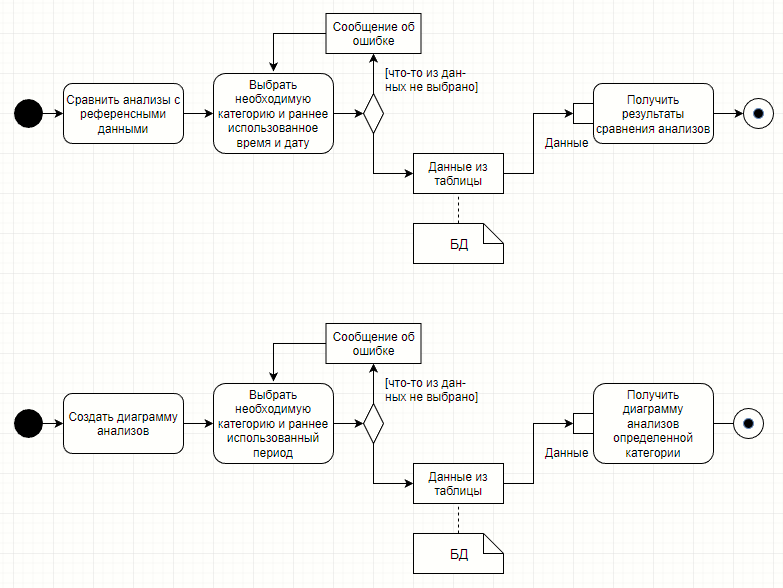 Сообщение об
ошибке
[что-то из дан-
ных не выбрано]
Сравнить анализы с
референсными
данными
Выбрать
необходимую
категорию и раннее
использованное
время и дату
Данные из
таблицы
БД
Данные
Получить
результаты
сравнения анализов
Сообщение об
ошибке
[что-то из дан-
ных не выбрано]
Создать диаграмму
анализов
Выбрать
необходимую
категорию и раннее
использованный
период
Данные из
таблицы
БД
Данные
Получить
диаграмму
анализов
определенной
категории